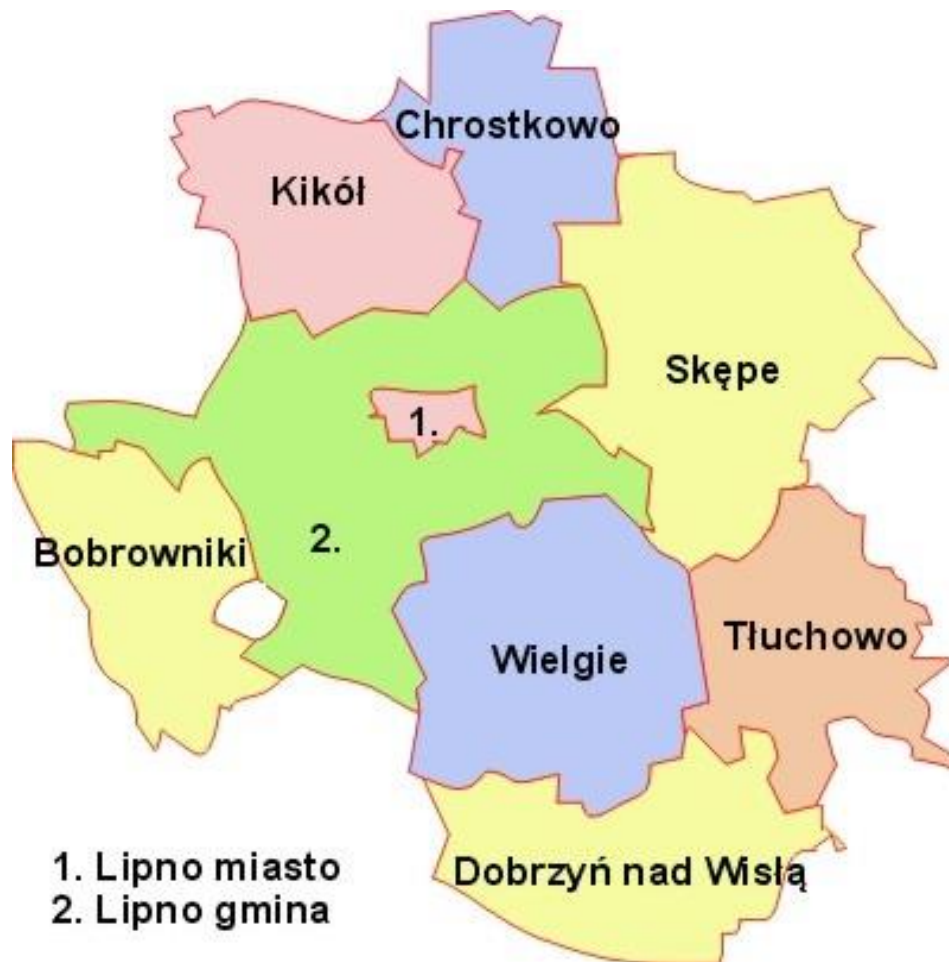 Chrostkowo
Kikół
Skępe
1.
2.
Bobrowniki
Tłuchowo
Wielgie
Dobrzyń nad Wisłą
1. Lipno miasto
2. Lipno gmina